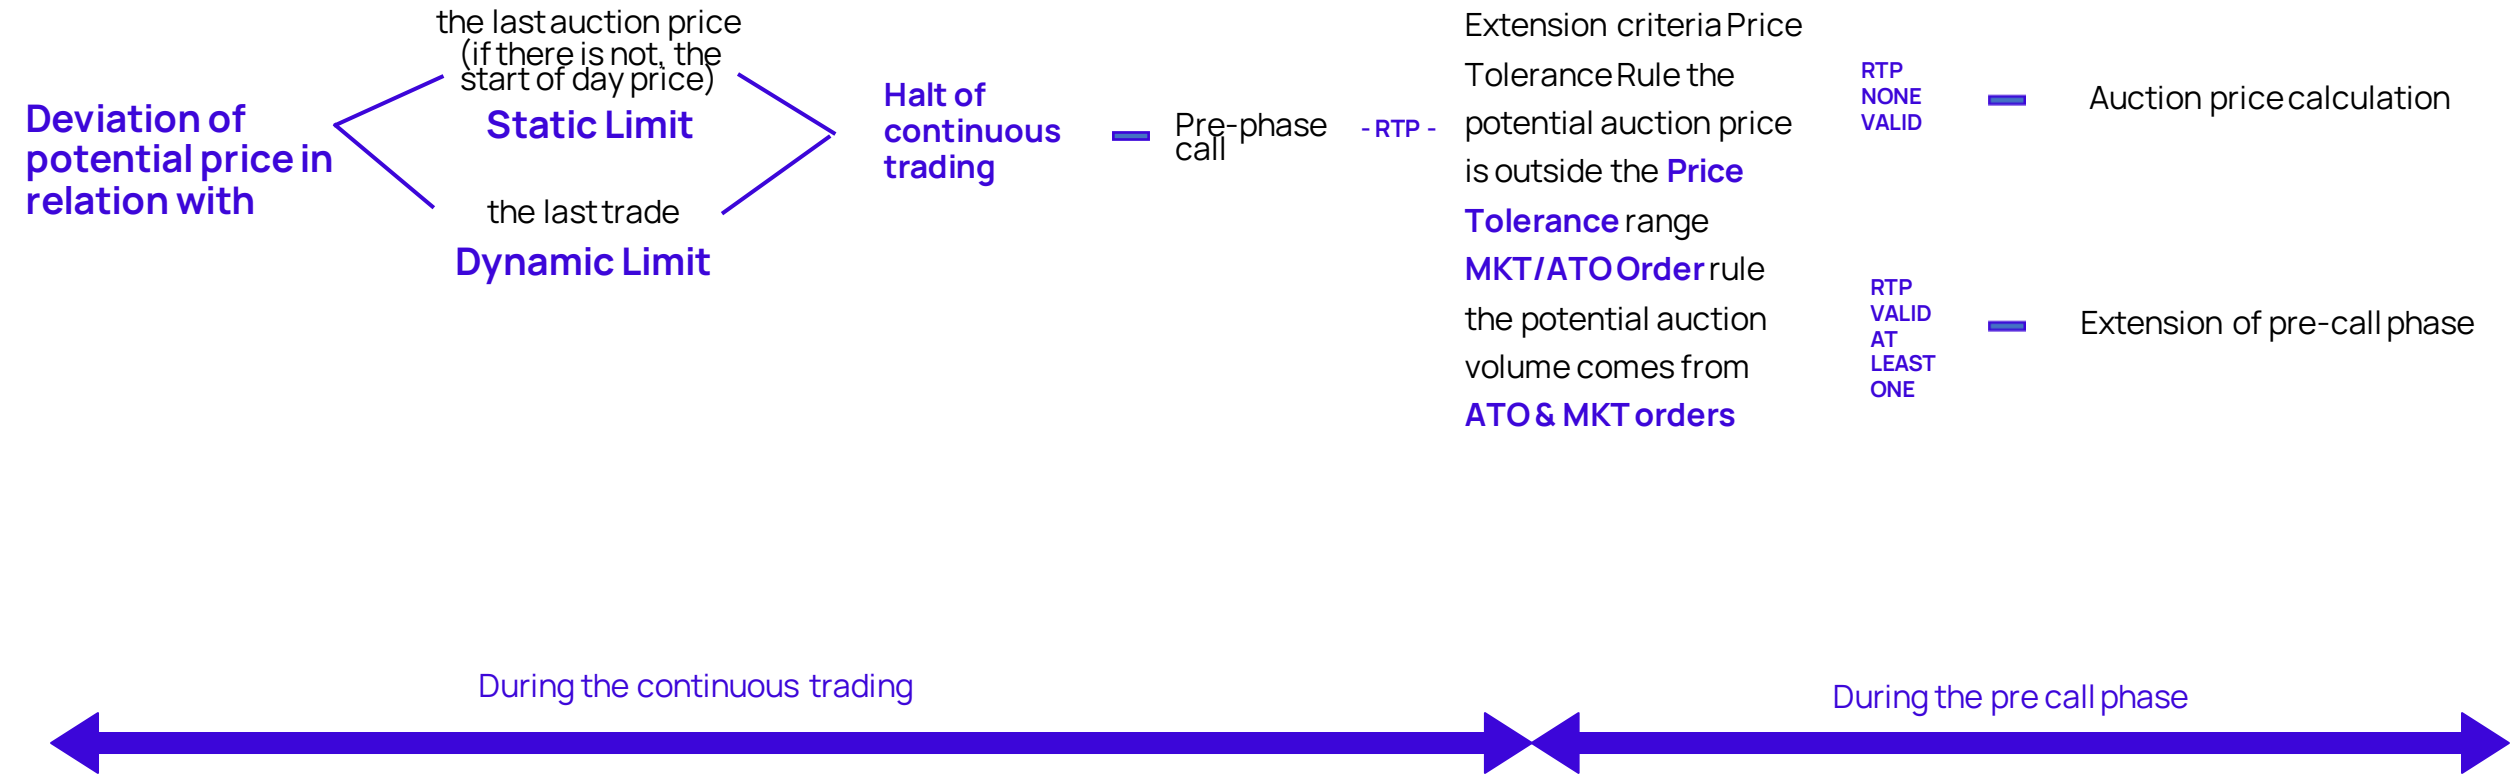 Deviation of
potential price in
relation with
the last auction price
(if there is not, the
start of day price)
Static Limit
the last trade
Dynamic Limit
Halt of
continuous
trading
Pre-phase
call
- RTP -
Extension criteria Price
Tolerance Rule the
potential auction price
is outside the Price
Tolerance range
MKT/ATO Order rule
the potential auction
volume comes from
ATO & MKT orders
RTP
NONE
VALID
Auction price calculation
RTP
VALID
AT
LEAST
ONE
Extension of pre-call phase
During the continuous trading
During the pre call phase